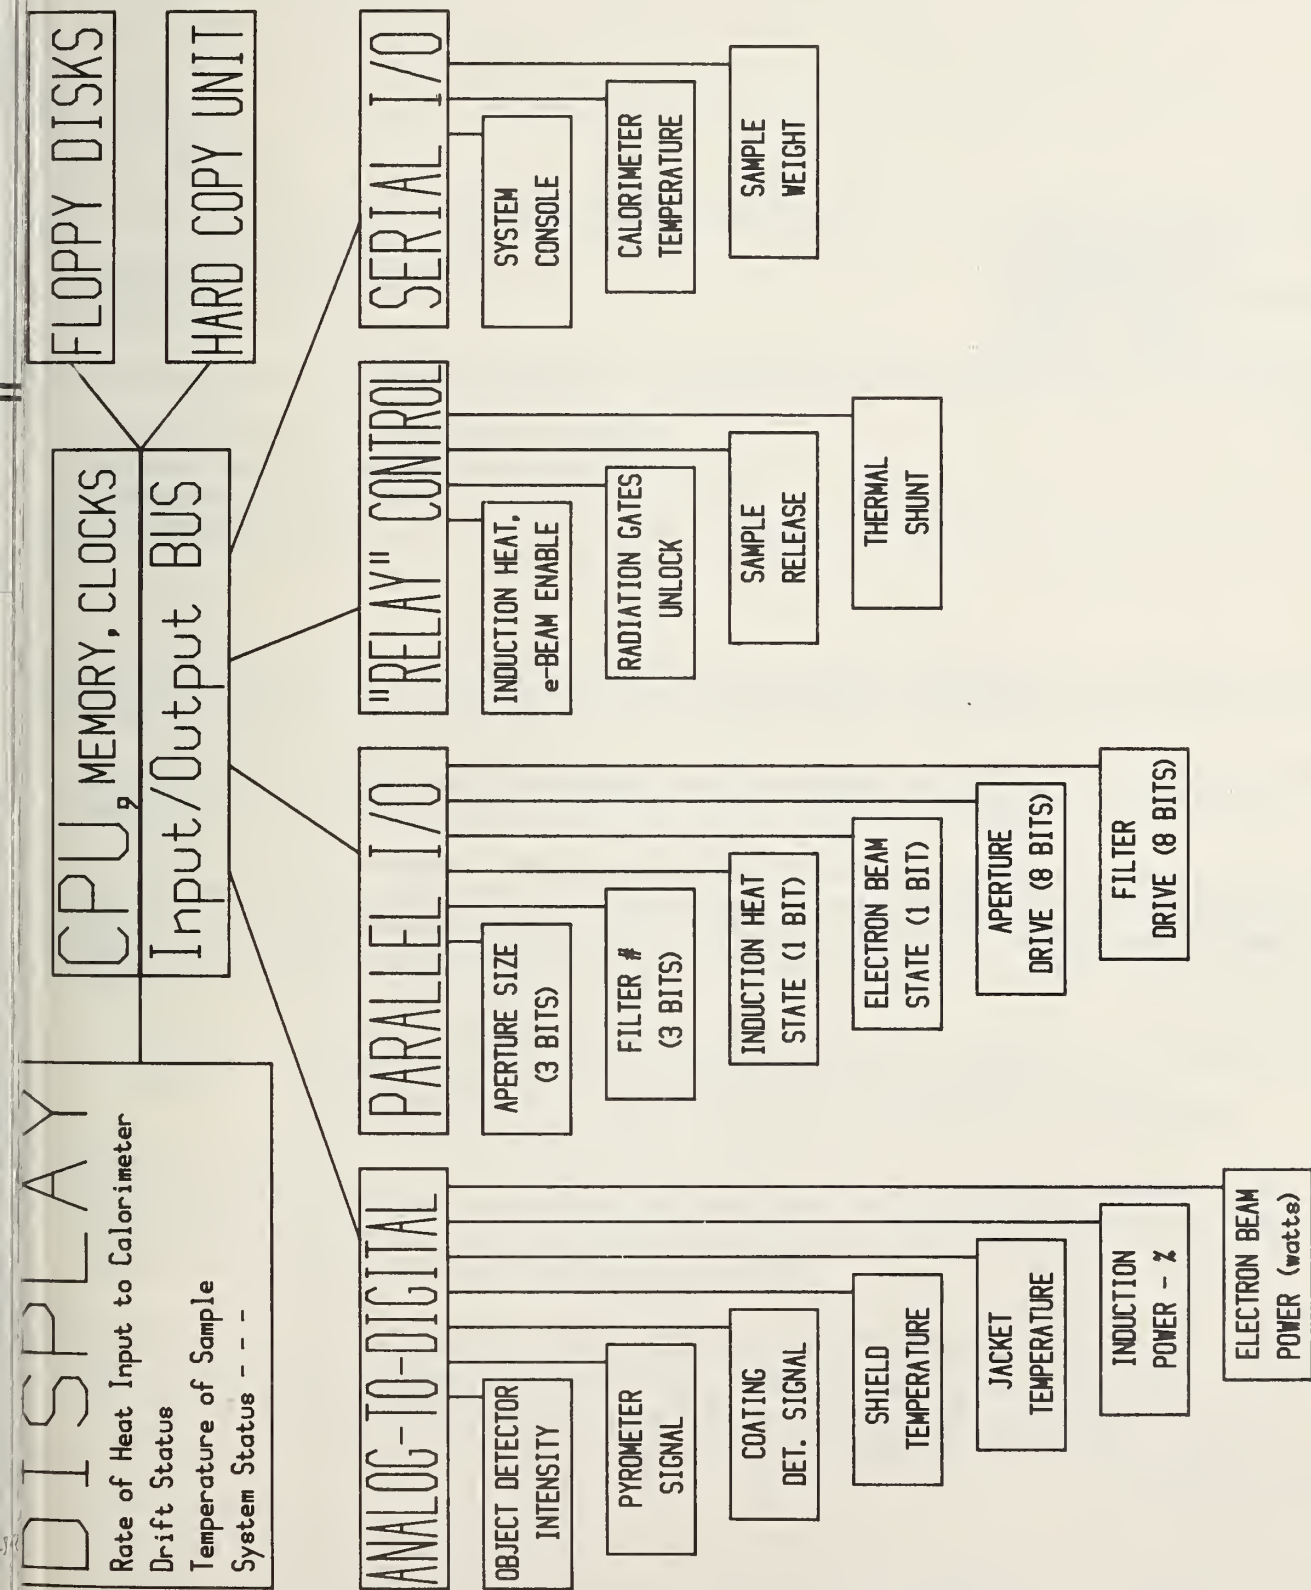 DISPLAY
Rate of Heat Input to Calorimeter
Drift Status
Temperature of Sample
System Status - - -
CPU, MEMORY, CLOCKS
Input/Output BUS
FLOPPY DISKS
HARD COPY UNIT
ANALOG-TO-DIGITAL
OBJECT DETECTOR
INTENSITY
PYROMETER
SIGNAL
COATING
DET. SIGNAL
SHIELD
TEMPERATURE
JACKET
TEMPERATURE
INDUCTION
POWER - %
ELECTRON BEAM
POWER (watts)
PARALLEL I/O
APERTURE SIZE
(3 BITS)
FILTER #
(3 BITS)
INDUCTION HEAT
STATE (1 BIT)
ELECTRON BEAM
STATE (1 BIT)
APERTURE
DRIVE (8 BITS)
FILTER
DRIVE (8 BITS)
"RELAY" CONTROL
INDUCTION HEAT,
e-BEAM ENABLE
RADIATION GATES
UNLOCK
SAMPLE
RELEASE
THERMAL
SHUNT
SERIAL I/O
SYSTEM
CONSOLE
CALORIMETER
TEMPERATURE
SAMPLE
WEIGHT